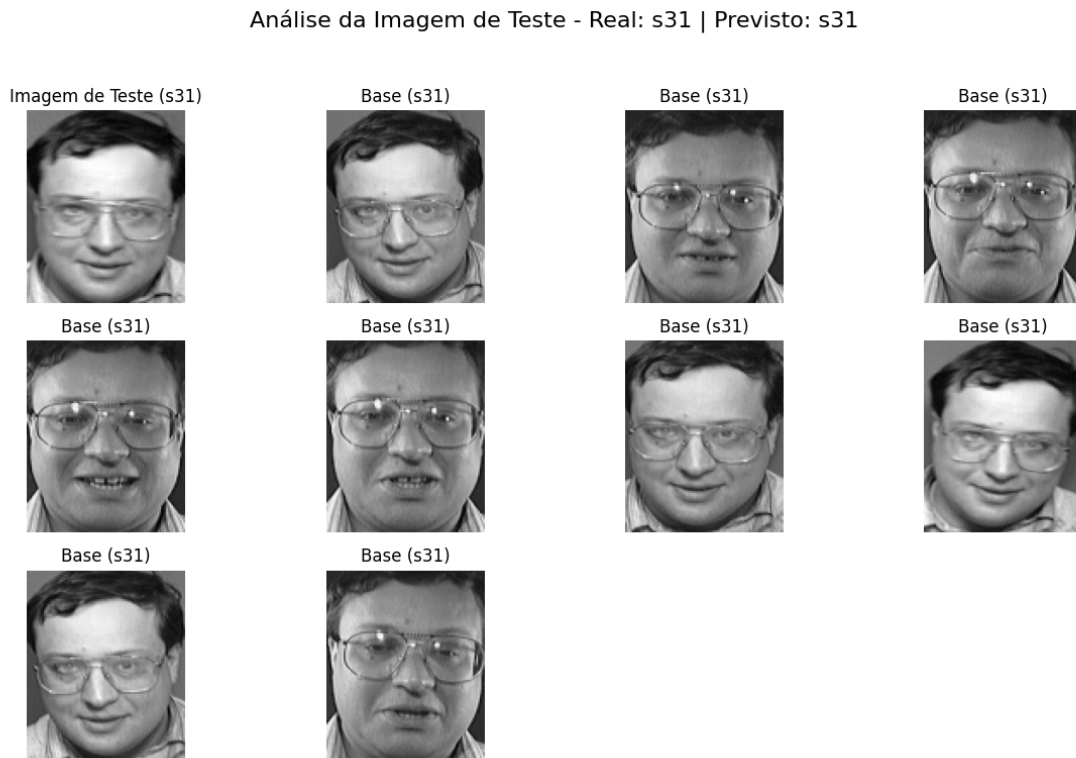 Análise da Imagem de Teste - Real: s31 | Previsto: s31
Imagem de Teste (s31)
Base (s31)
Base (s31)
Base (s31)
Base (s31)
Base (s31)
Base (s31)
Base (s31)
Base (s31)
Base (s31)